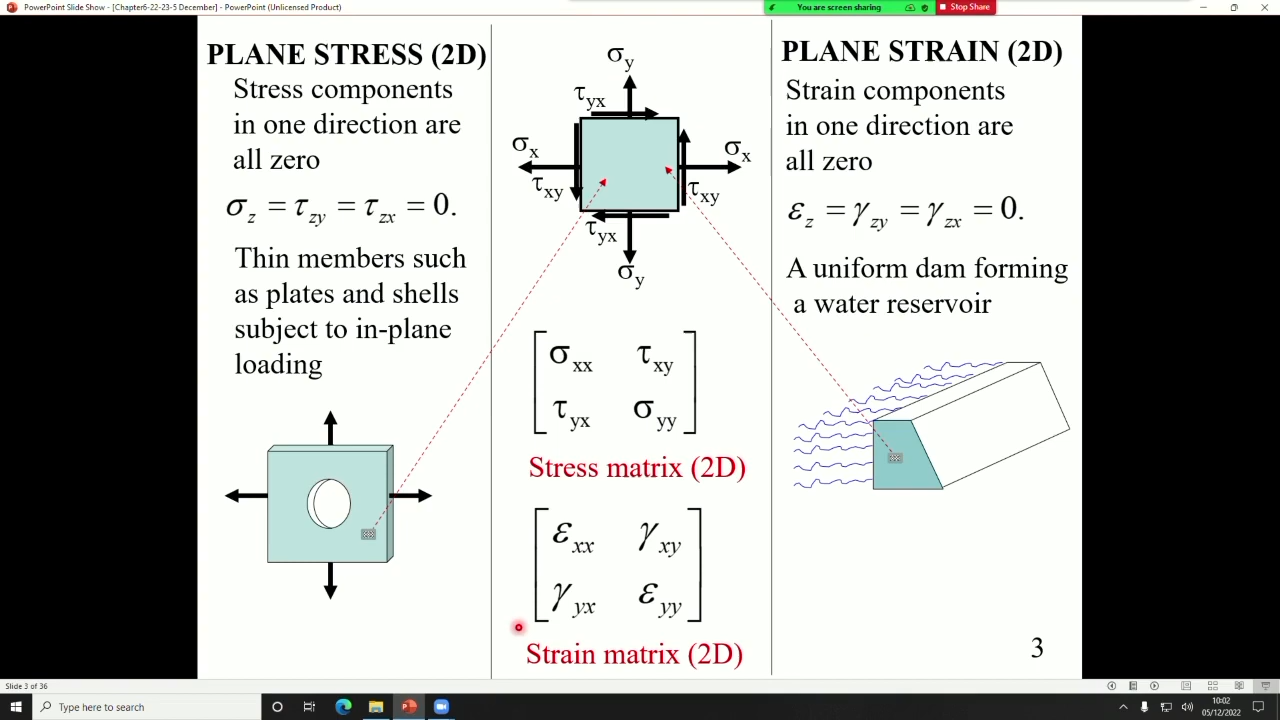 PowerPoint Slide Show - [Chapter6-22-23-5 December] - PowerPoint (Unlicensed Product)
You are screen sharing
Stop Share
PLANE STRESS (2D)
Stress components
in one direction are
all zero
σz = τzy = τzx = 0.
Thin members such
as plates and shells
subject to in-plane
loading
σy
τyx
σx
σx
τxy
τxy
τyx
σy
σxx τxy
τyx σyy
Stress matrix (2D)
εxx γxy
γyx εyy
Strain matrix (2D)
PLANE STRAIN (2D)
Strain components
in one direction are
all zero
εz = γzy = γzx = 0.
A uniform dam forming
a water reservoir
3
Slide 3 of 36
Type here to search
10:02
05/12/2022